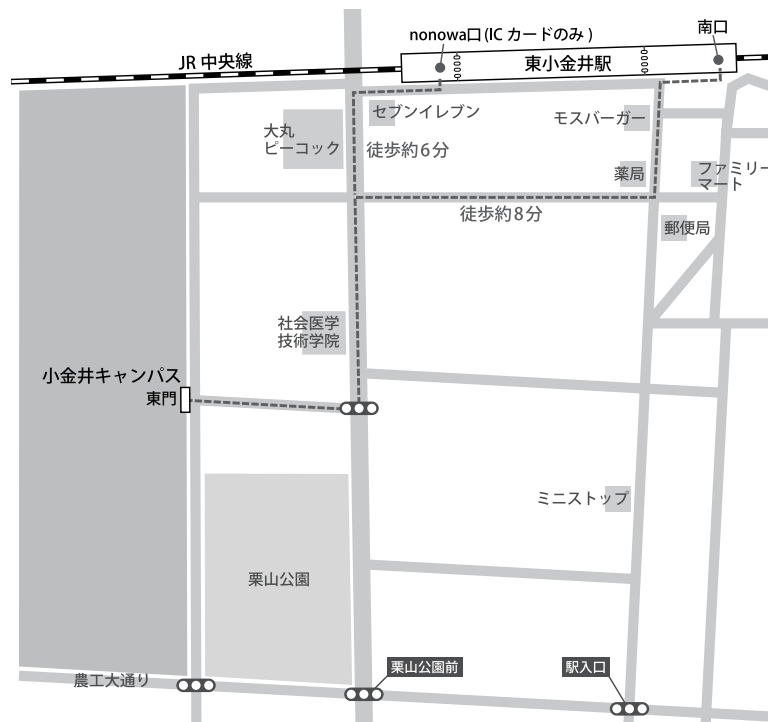 nonowa口(ICカードのみ)
南口
JR 中央線
東小金井駅
セブンイレブン
モスバーガー
大丸
ピーコック
徒歩約6分
薬局
ファミリー
マート
徒歩約8分
郵便局
社会医学
技術学院
小金井キャンパス
東門
ミニストップ
栗山公園
農工大通り
栗山公園前
駅入口